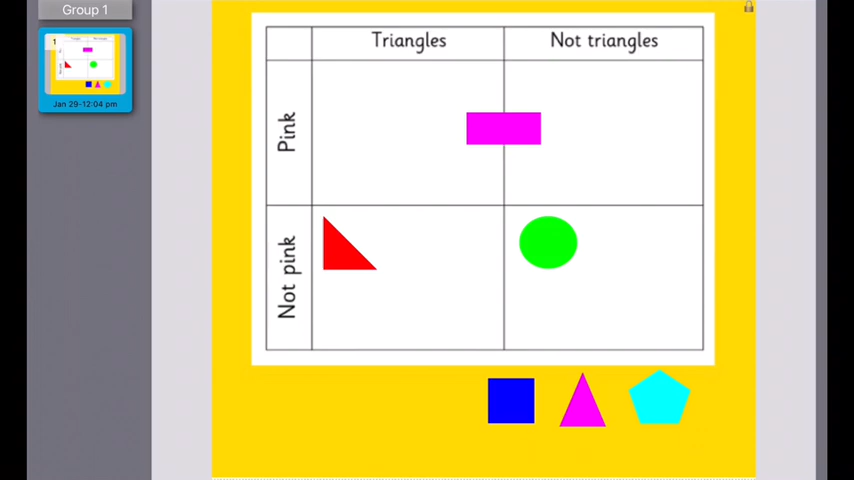 Group 1
1
Jan 29-12:04 pm
Triangles
Not triangles
Pink
Not pink